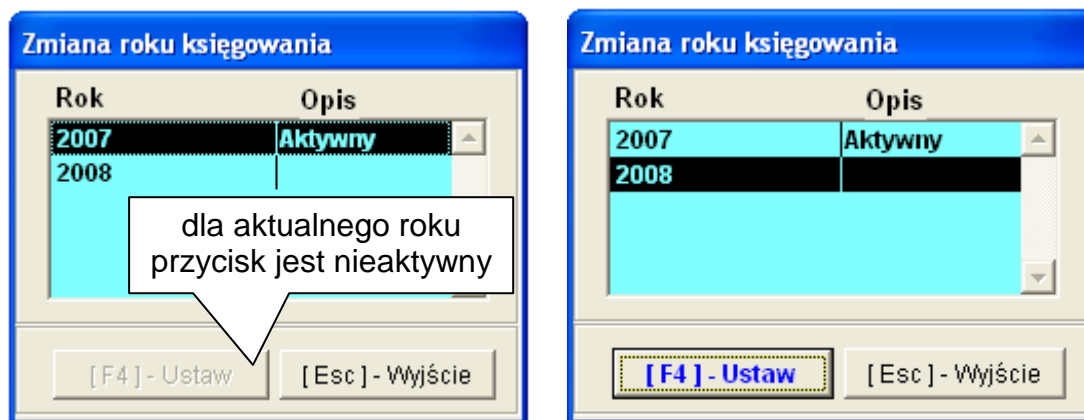 Zmiana roku księgowania
Rok Opis
2007 Aktywny
2008
dla aktualnego roku
przycisk jest nieaktywny
[ F4 ] - Ustaw [ Esc ] - Wyjście
Zmiana roku księgowania
Rok Opis
2007 Aktywny
2008
[ F4 ] - Ustaw [ Esc ] - Wyjście